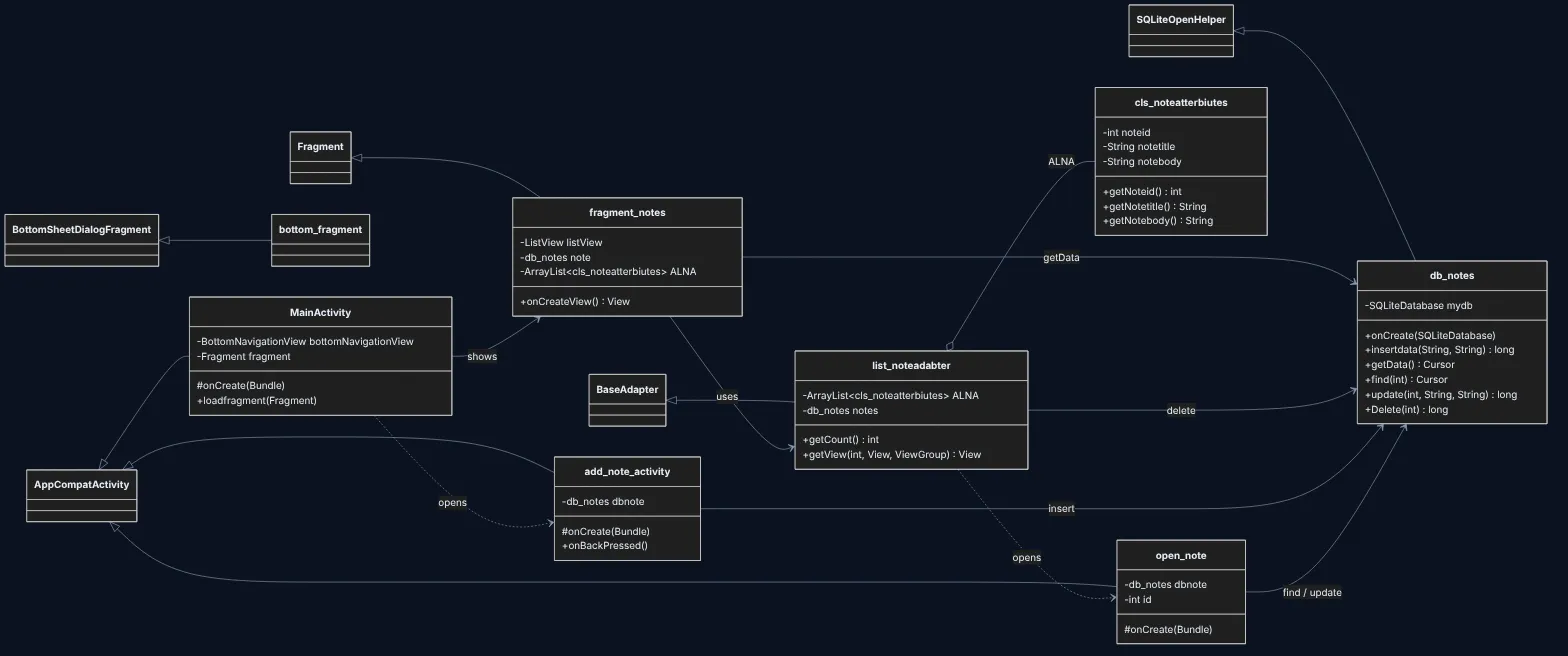 SQLiteOpenHelper
cls_noteatterbiutes
-int noteid
-String notetitle
-String notebody
+getNoteid() : int
+getNotetitle() : String
+getNotebody() : String
ALNA
Fragment
BottomSheetDialogFragment
bottom_fragment
fragment_notes
-ListView listView
-db_notes note
-ArrayList<cls_noteatterbiutes> ALNA
+onCreateView() : View
getData
db_notes
-SQLiteDatabase mydb
+onCreate(SQLiteDatabase)
+insertdata(String, String) : long
+getData() : Cursor
+find(int) : Cursor
+update(int, String, String) : long
+Delete(int) : long
MainActivity
-BottomNavigationView bottomNavigationView
-Fragment fragment
#onCreate(Bundle)
+loadfragment(Fragment)
shows
BaseAdapter
uses
list_noteadabter
-ArrayList<cls_noteatterbiutes> ALNA
-db_notes notes
+getCount() : int
+getView(int, View, ViewGroup) : View
delete
AppCompatActivity
opens
add_note_activity
-db_notes dbnote
#onCreate(Bundle)
+onBackPressed()
insert
opens
open_note
-db_notes dbnote
-int id
#onCreate(Bundle)
find / update